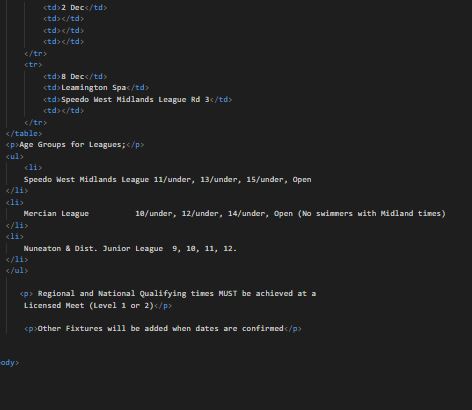 <td>2 Dec</td>
<td></td>
<td></td>
<td></td>
</tr>
<tr>
<td>8 Dec</td>
<td>Leamington Spa</td>
<td>Speedo West Midlands League Rd 3</td>
<td></td>
</tr>
</table>
<p>Age Groups for Leagues;</p>
<ul>
<li>
Speedo West Midlands League 11/under, 13/under, 15/under, Open
</li>
<li>
Mercian League 10/under, 12/under, 14/under, Open (No swimmers with Midland times)
</li>
<li>
Nuneaton & Dist. Junior League 9, 10, 11, 12.
</li>
</ul>
<p> Regional and National Qualifying times MUST be achieved at a
Licensed Meet (Level 1 or 2)</p>
<p>Other Fixtures will be added when dates are confirmed</p>
ody>